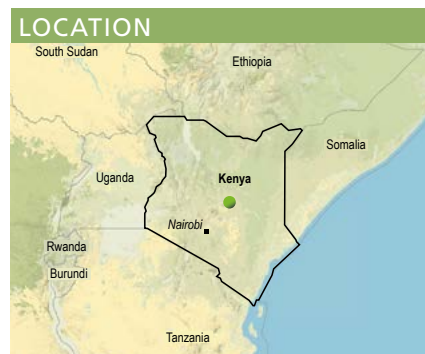 LOCATION
South Sudan
Ethiopia
Somalia
Uganda
Kenya
Nairobi
Rwanda
Burundi
Tanzania